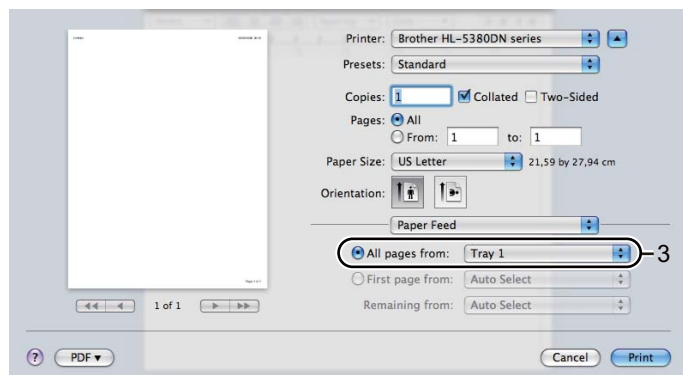 Printer: Brother HL-5380DN series
Presets: Standard
Copies: 1 Collated Two-Sided
Pages: All
From: 1 to: 1
Paper Size: US Letter 21,59 by 27,94 cm
Orientation:
Paper Feed
All pages from: Tray 1 3
First page from: Auto Select
Remaining from: Auto Select
1 of 1
? PDF Cancel Print